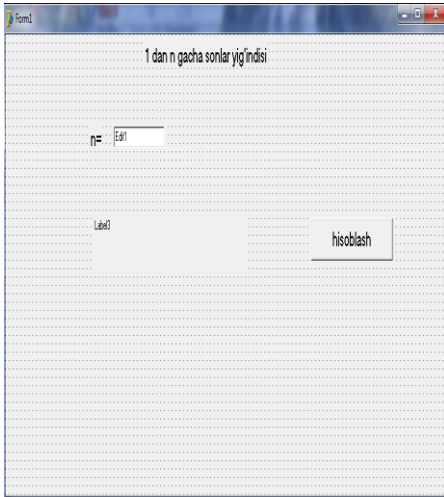 Form1
1 dan n gacha sonlar yig'indisi
n= Edit1
Label3
hisoblash